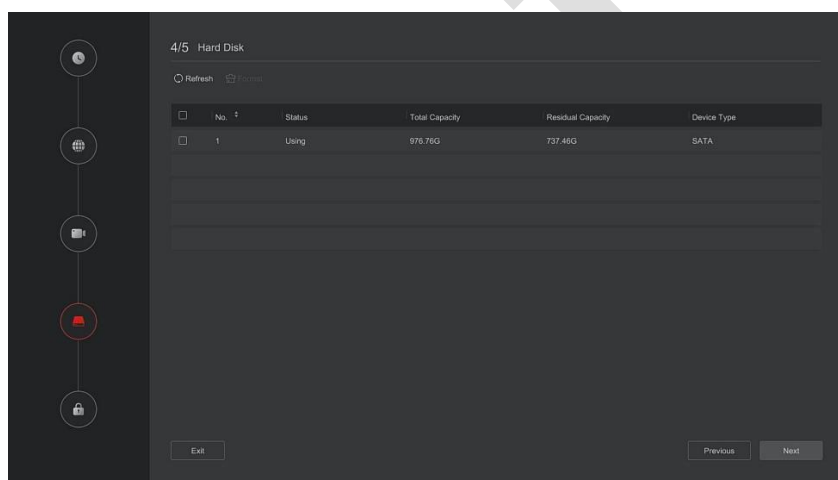 4/5 Hard Disk
Refresh Format
No. Status Total Capacity Residual Capacity Device Type
1 Using 976.76G 737.46G SATA
Exit Previous Next